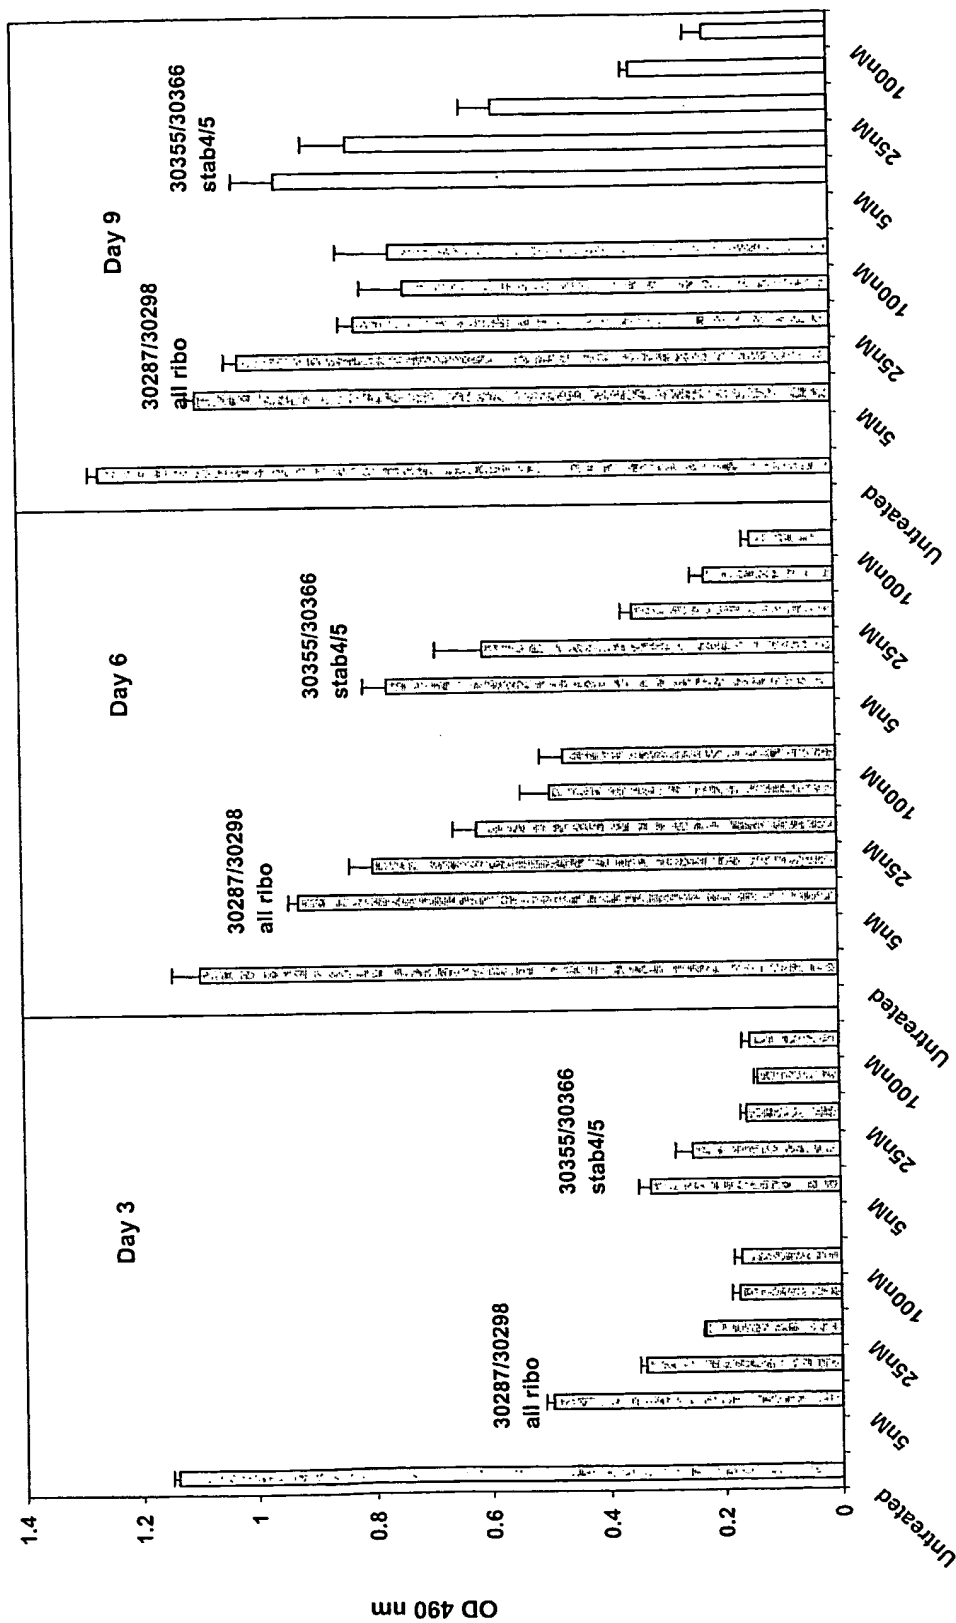 OD 490 nm
1.4
1.2
1
0.8
0.6
0.4
0.2
0
Day 3
30287/30298
all ribo
30355/30366
stab4/5
Untreated
5nM
25nM
100nM
5nM
25nM
100nM
Day 6
30287/30298
all ribo
30355/30366
stab4/5
Untreated
5nM
25nM
100nM
5nM
25nM
100nM
Day 9
30287/30298
all ribo
30355/30366
stab4/5
Untreated
5nM
25nM
100nM
5nM
25nM
100nM